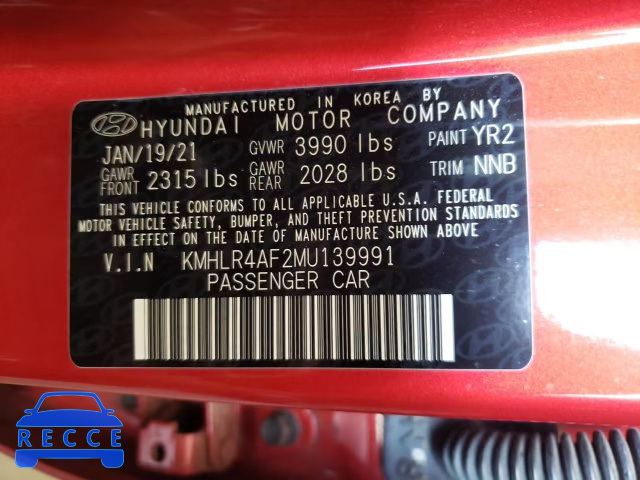 MANUFACTURED IN KOREA BY
HYUNDAI MOTOR COMPANY
JAN/19/21 GVWR 3990 lbs PAINT YR2
GAWR FRONT 2315 lbs GAWR REAR 2028 lbs TRIM NNB
THIS VEHICLE CONFORMS TO ALL APPLICABLE U.S.A. FEDERAL
MOTOR VEHICLE SAFETY, BUMPER, AND THEFT PREVENTION STANDARDS
IN EFFECT ON THE DATE OF MANUFACTURE SHOWN ABOVE
V.I.N KMHLR4AF2MU139991
PASSENGER CAR
RECCE